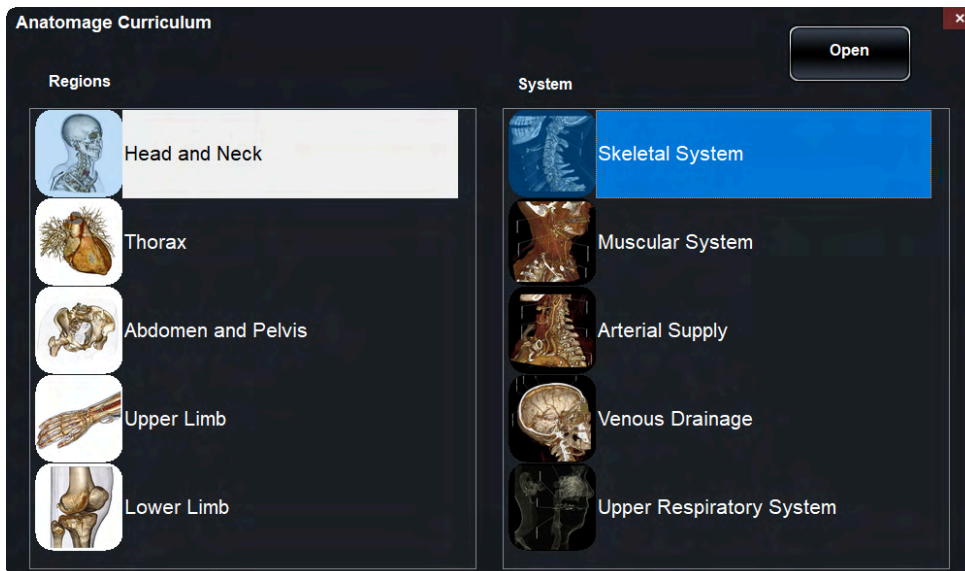 Anatomage Curriculum
×
Open
Regions
System
Head and Neck
Thorax
Abdomen and Pelvis
Upper Limb
Lower Limb
Skeletal System
Muscular System
Arterial Supply
Venous Drainage
Upper Respiratory System